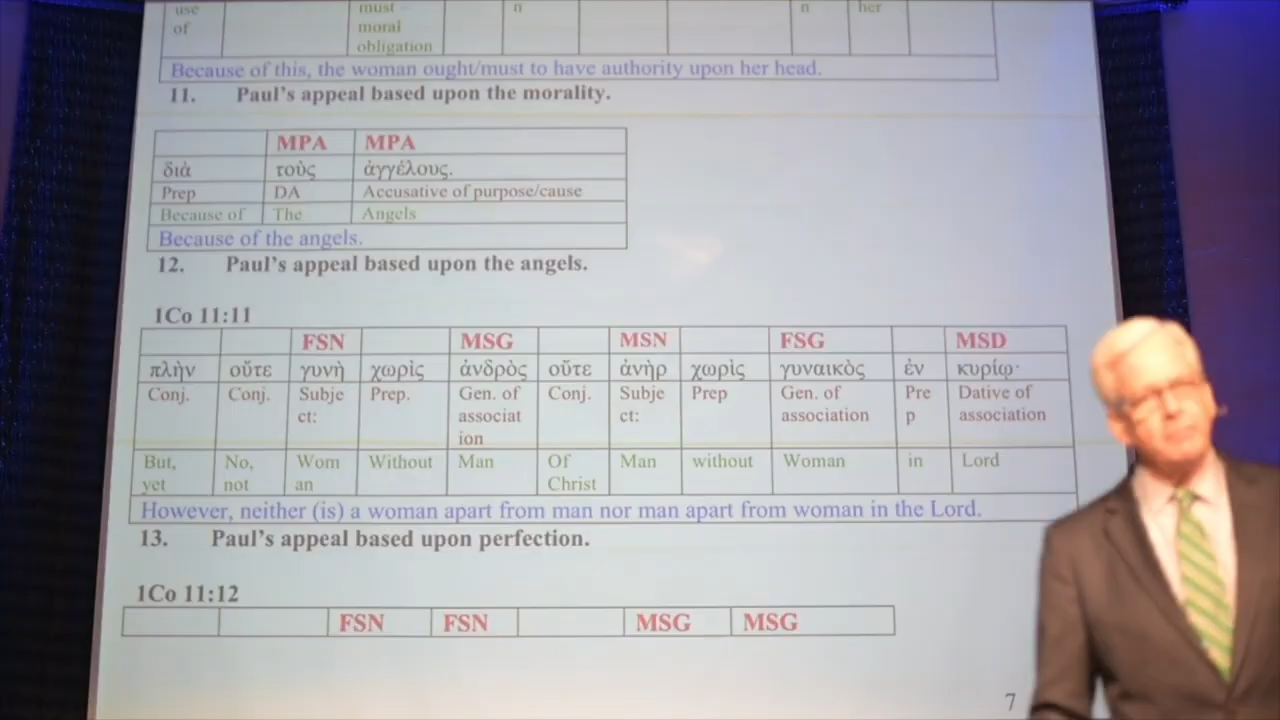 use must n n her
of moral
obligation
Because of this, the woman ought/must to have authority upon her head.
11. Paul's appeal based upon the morality.
MPA MPA
διὰ τοὺς ἀγγέλους.
Prep DA Accusative of purpose/cause
Because of The Angels
Because of the angels.
12. Paul's appeal based upon the angels.
1Co 11:11
FSN MSG MSN FSG MSD
πλὴν οὔτε γυνὴ χωρὶς ἀνδρὸς οὔτε ἀνὴρ χωρὶς γυναικὸς ἐν κυρίῳ·
Conj. Conj. Subje Prep. Gen. of Conj. Subje Prep Gen. of Pre Dative of
ct: associat ct: association p association
ion
But, No, Wom Without Man Of Man without Woman in Lord
yet not an Christ
However, neither (is) a woman apart from man nor man apart from woman in the Lord.
13. Paul's appeal based upon perfection.
1Co 11:12
FSN FSN MSG MSG
7